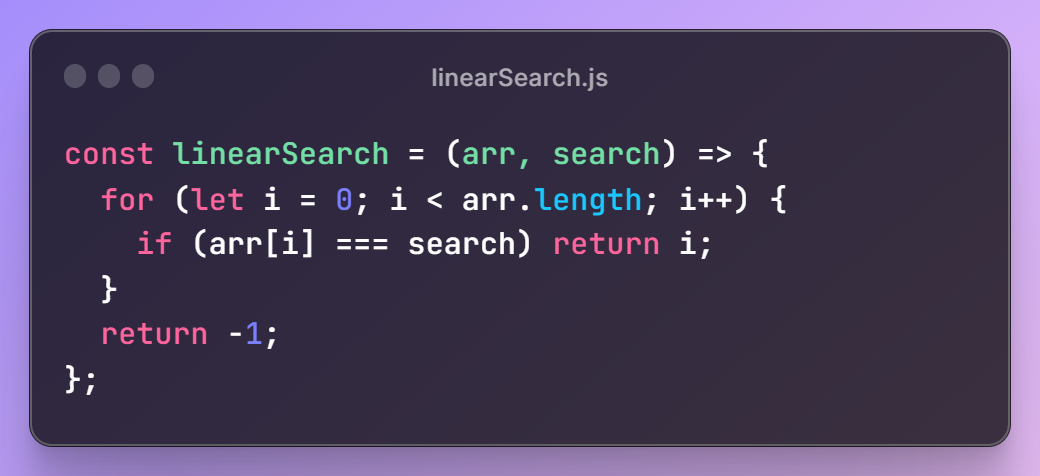 linearSearch.js
const linearSearch = (arr, search) => {
  for (let i = 0; i < arr.length; i++) {
    if (arr[i] === search) return i;
  }
  return -1;
};